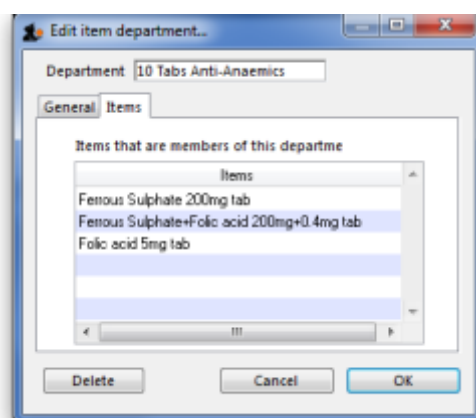 Edit item department...
Department 10 Tabs Anti-Anaemics
General Items
Items that are members of this departme
Items
Ferrous Sulphate 200mg tab
Ferrous Sulphate+Folic acid 200mg+0.4mg tab
Folic acid 5mg tab
Delete Cancel OK